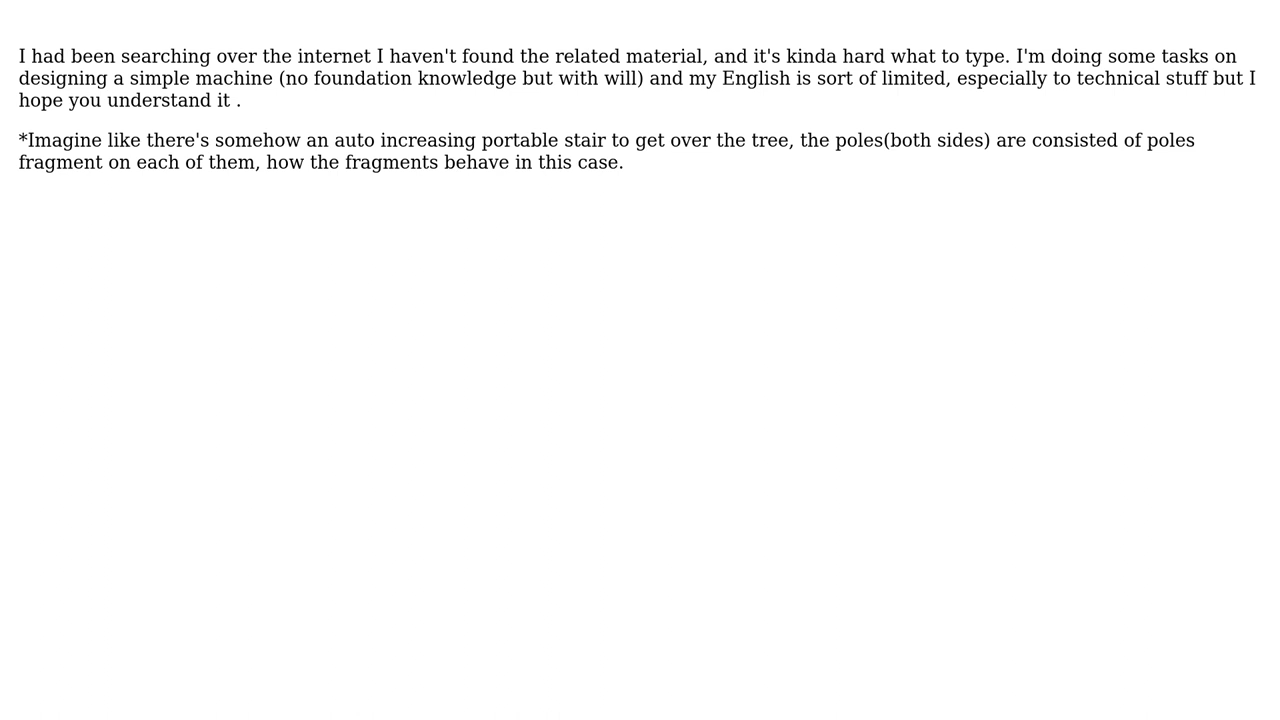 I had been searching over the internet I haven't found the related material, and it's kinda hard what to type. I'm doing some tasks on
designing a simple machine (no foundation knowledge but with will) and my English is sort of limited, especially to technical stuff but I
hope you understand it .
*Imagine like there's somehow an auto increasing portable stair to get over the tree, the poles(both sides) are consisted of poles
fragment on each of them, how the fragments behave in this case.